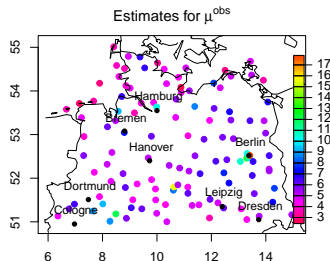 Estimates for μobs
55
54
53
52
51
6
8
10
12
14
Hamburg
Bremen
Hanover
Berlin
Dortmund
Leipzig
Cologne
Dresden
17
16
15
14
13
12
11
10
9
8
7
6
5
4
3